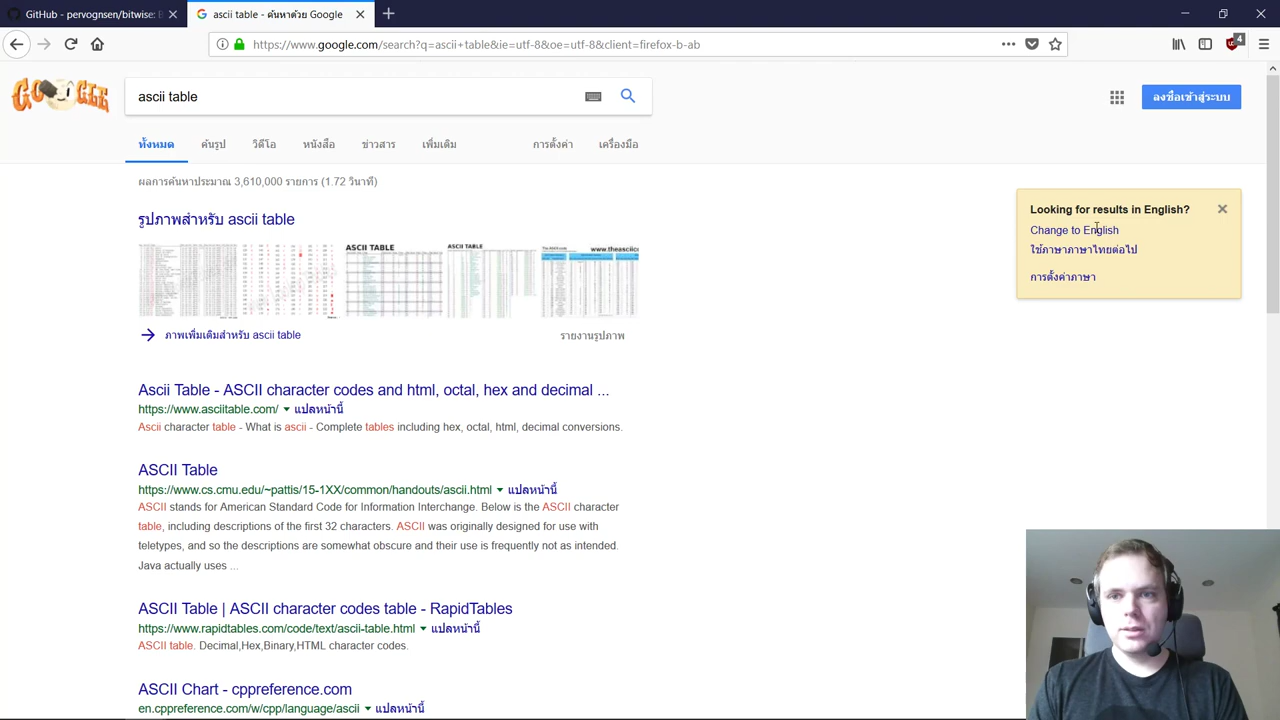 GitHub - pervognsen/bitwise: E
ascii table - ค้นหาด้วย Google
https://www.google.com/search?q=ascii+table&ie=utf-8&oe=utf-8&client=firefox-b-ab
4
GOOGLE
ascii table
ลงชื่อเข้าสู่ระบบ
ทั้งหมด ค้นรูป วิดีโอ หนังสือ ข่าวสาร เพิ่มเติม การตั้งค่า เครื่องมือ
ผลการค้นหาประมาณ 3,610,000 รายการ (1.72 วินาที)
Looking for results in English?
Change to English
ใช้ภาษาภาษาไทยต่อไป
การตั้งค่าภาษา
รูปภาพสำหรับ ascii table
ASCII TABLE
ASCII TABLE
The ASCII code
www.theasciic
ภาพเพิ่มเติมสำหรับ ascii table
รายงานรูปภาพ
Ascii Table - ASCII character codes and html, octal, hex and decimal ...
https://www.asciitable.com/ แปลหน้านี้
Ascii character table - What is ascii - Complete tables including hex, octal, html, decimal conversions.
ASCII Table
https://www.cs.cmu.edu/~pattis/15-1XX/common/handouts/ascii.html แปลหน้านี้
ASCII stands for American Standard Code for Information Interchange. Below is the ASCII character
table, including descriptions of the first 32 characters. ASCII was originally designed for use with
teletypes, and so the descriptions are somewhat obscure and their use is frequently not as intended.
Java actually uses ...
ASCII Table | ASCII character codes table - RapidTables
https://www.rapidtables.com/code/text/ascii-table.html แปลหน้านี้
ASCII table. Decimal,Hex,Binary,HTML character codes.
ASCII Chart - cppreference.com
en.cppreference.com/w/cpp/language/ascii แปลหน้านี้